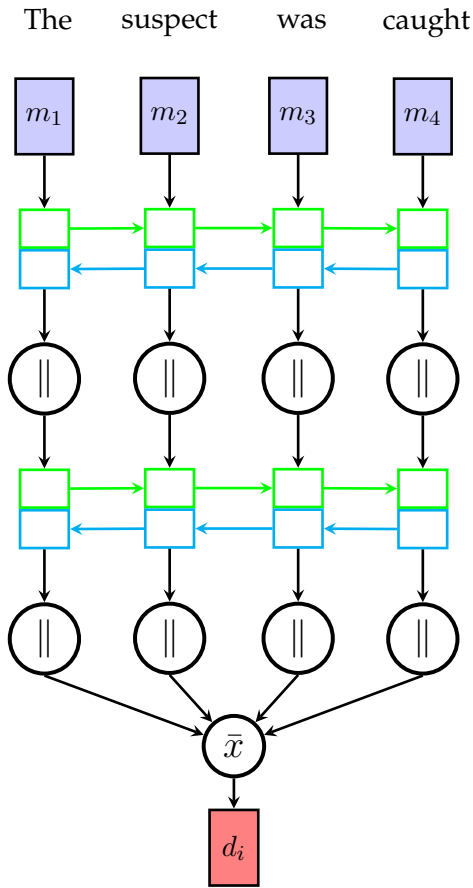 The suspect was caught
m₁ m₂ m₃ m₄
|| || || ||
|| || || ||
x̄
dᵢ